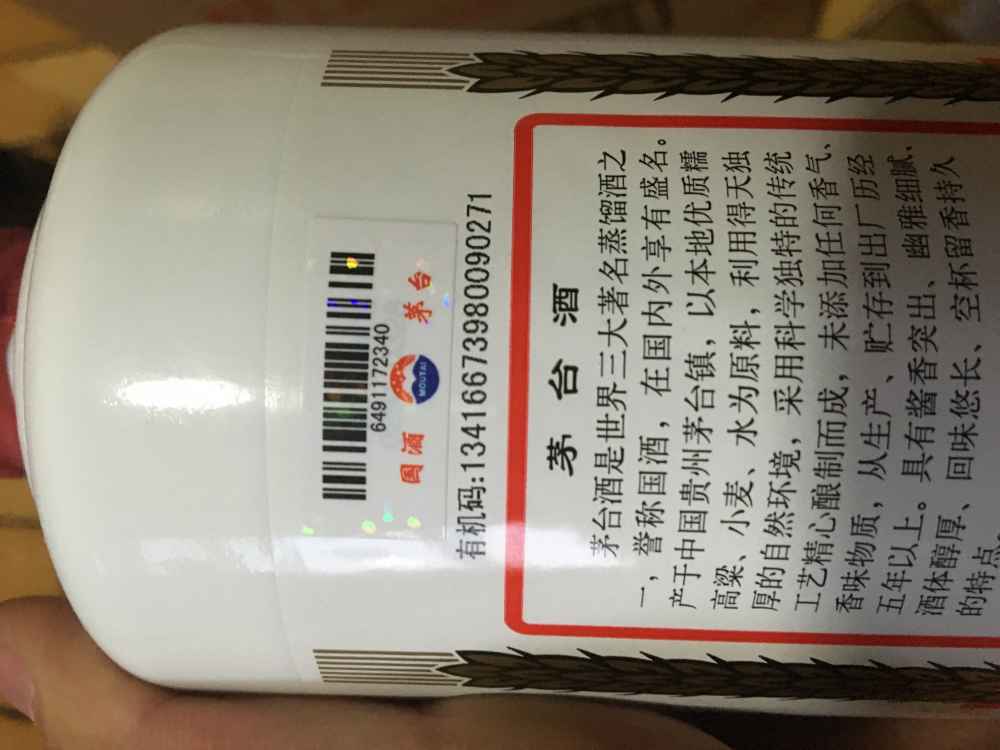 6491172340
国酒 MOUTAI 茅台
有机码:13416673980090271
茅台酒
茅台酒是世界三大著名蒸馏酒之
一，誉称国酒，在国内外享有盛名。
产于中国贵州茅台镇，以本地优质糯
高粱、小麦、水为原料，利用得天独
厚的自然环境，采用科学独特的传统
工艺精心酿制而成，未添加任何香气、
香味物质，从生产、贮存到出厂历经
五年以上。具有酱香突出、幽雅细腻、
酒体醇厚、回味悠长、空杯留香持久
的特点。